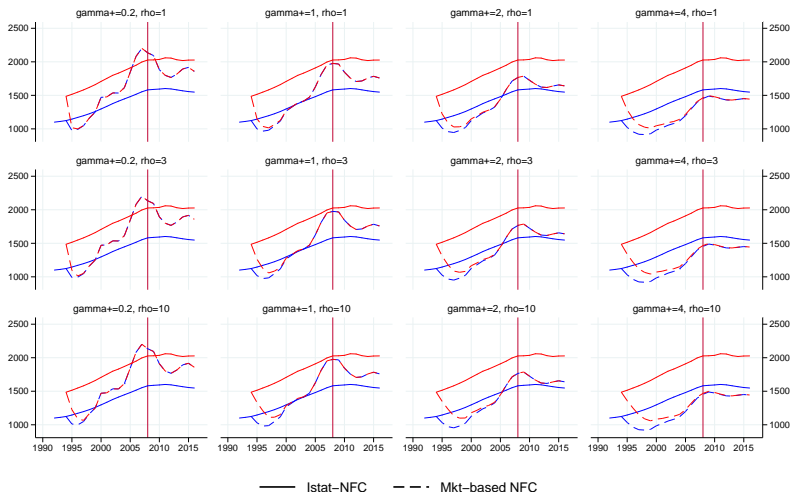 gamma+=0.2, rho=1
gamma+=1, rho=1
gamma+=2, rho=1
gamma+=4, rho=1
2500 2500
2000 2000
1500 1500
1000 1000
gamma+=0.2, rho=3
gamma+=1, rho=3
gamma+=2, rho=3
gamma+=4, rho=3
2500 2500
2000 2000
1500 1500
1000 1000
gamma+=0.2, rho=10
gamma+=1, rho=10
gamma+=2, rho=10
gamma+=4, rho=10
2500 2500
2000 2000
1500 1500
1000 1000
1990 1995 2000 2005 2010 2015
1990 1995 2000 2005 2010 2015
1990 1995 2000 2005 2010 2015
1990 1995 2000 2005 2010 2015
Istat−NFC
Mkt−based NFC